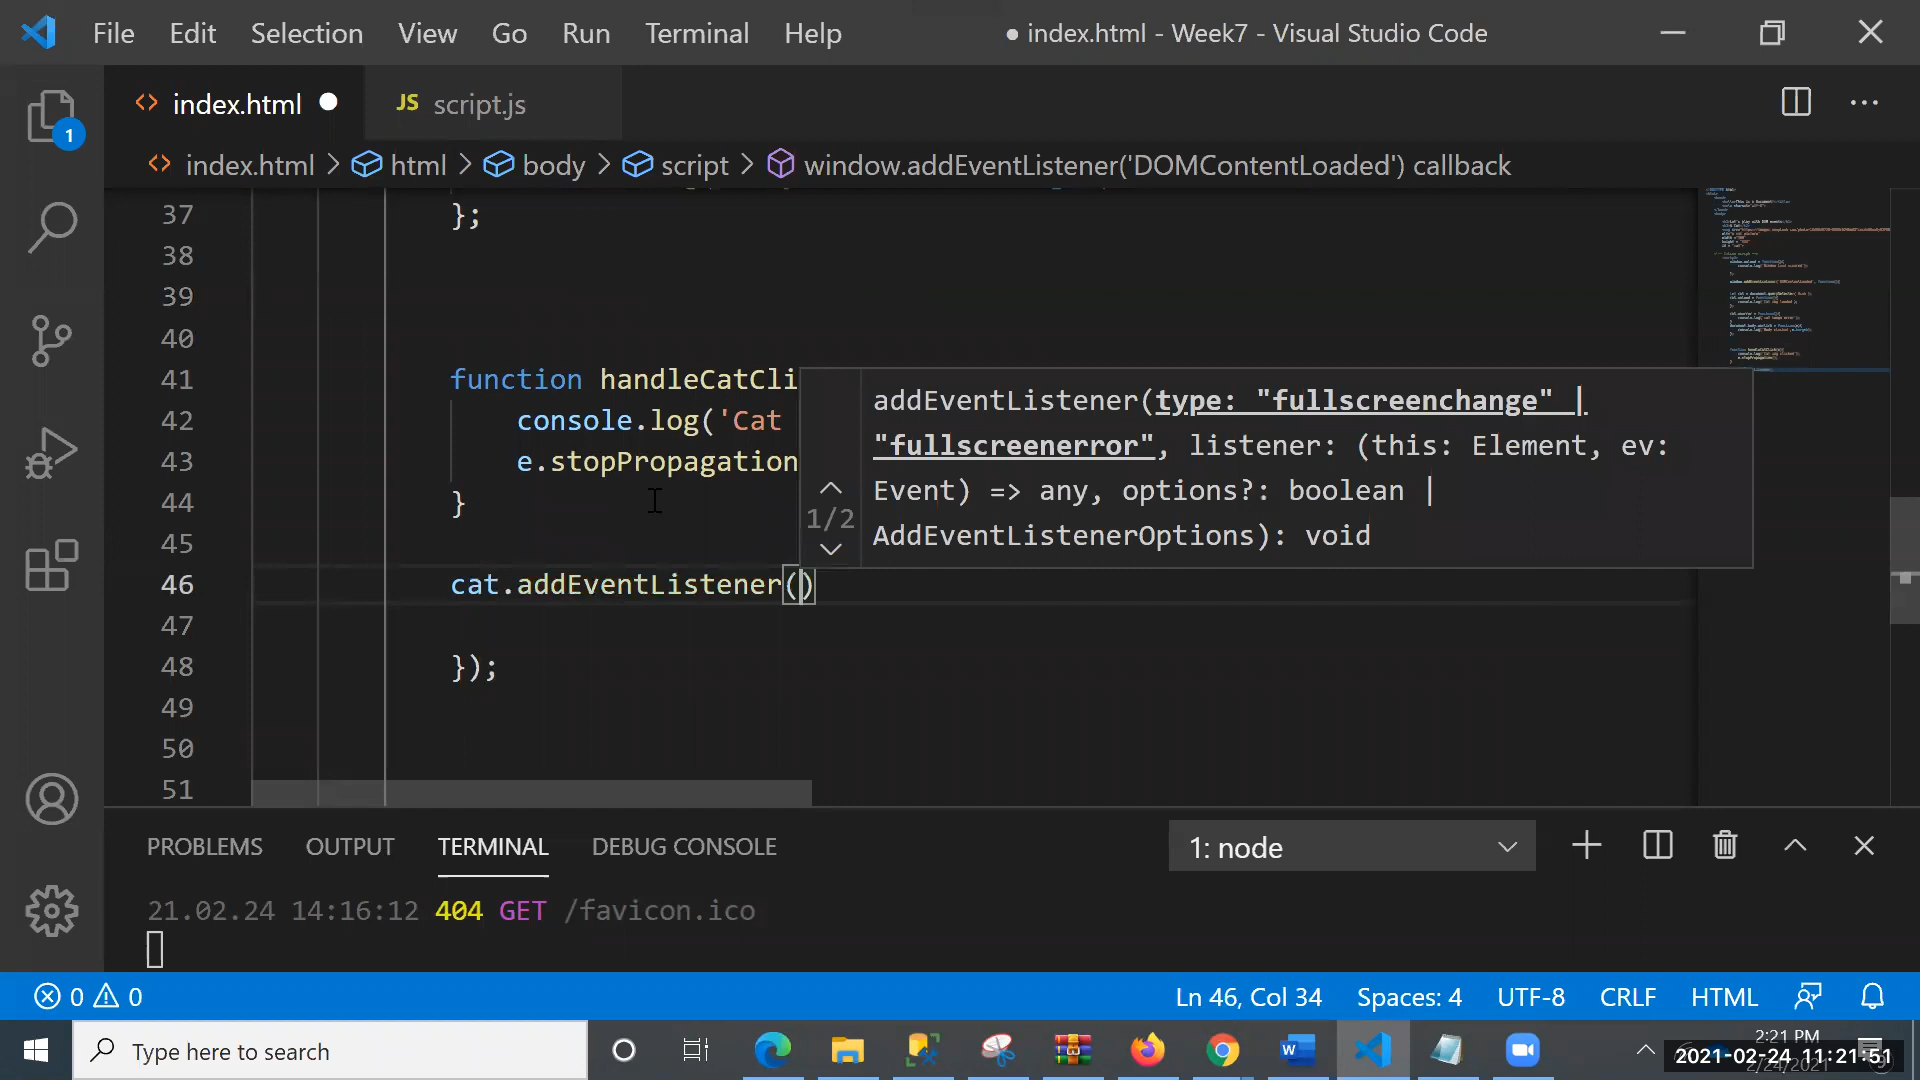 File Edit Selection View Go Run Terminal Help ● index.html - Week7 - Visual Studio Code
index.html ● JS script.js
index.html > html > body > script > window.addEventListener('DOMContentLoaded') callback
37 };
38
39
40
41 function handleCatCli
42 console.log('Cat
43 e.stopPropagation
44 }
45
46 cat.addEventListener()
47
48 });
49
50
51
addEventListener(type: "fullscreenchange" |
"fullscreenerror", listener: (this: Element, ev:
Event) => any, options?: boolean |
AddEventListenerOptions): void
1/2
1
PROBLEMS OUTPUT TERMINAL DEBUG CONSOLE 1: node
21.02.24 14:16:12 404 GET /favicon.ico
0 0 Ln 46, Col 34 Spaces: 4 UTF-8 CRLF HTML
Type here to search
2:21 PM
2021-02-24 11:21:51